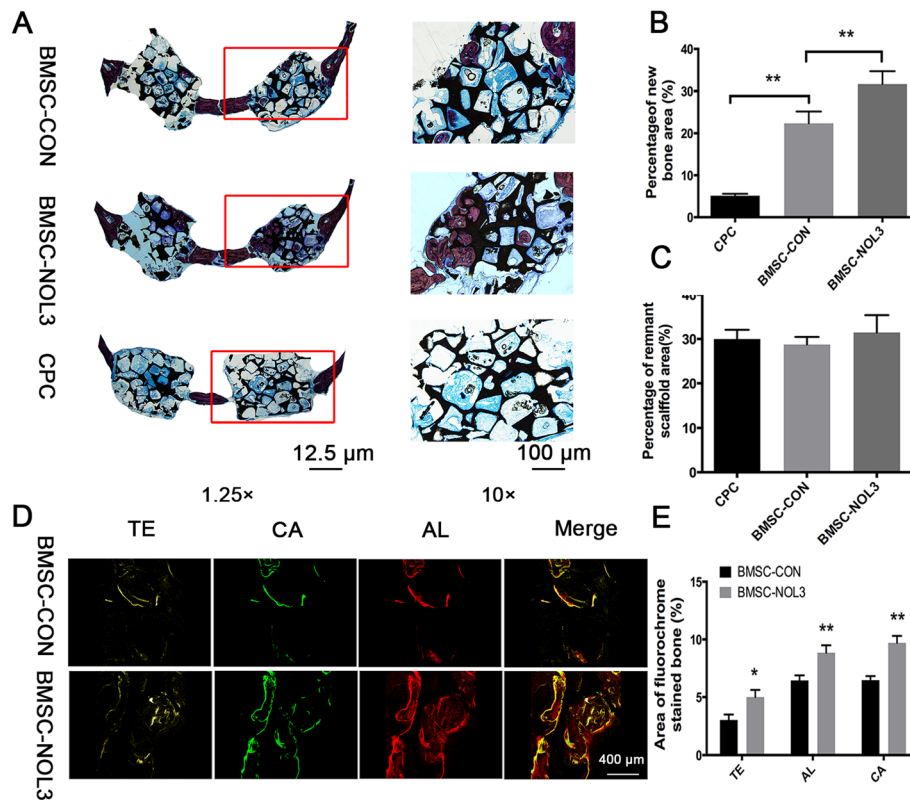 A
BMSC-CON
BMSC-NOL3
CPC
12.5 µm
100 µm
1.25×
10×
B
Percentageof new
bone area (%)
40
30
20
10
0
**
**
CPC
BMSC-CON
BMSC-NOL3
C
Percentage of remnant
scaffold area(%)
40
30
20
10
0
CPC
BMSC-CON
BMSC-NOL3
D
TE
CA
AL
Merge
BMSC-CON
BMSC-NOL3
400 µm
E
BMSC-CON
BMSC-NOL3
Area of fluorochrome
stained bone (%)
15
10
5
0
*
**
**
TE
AL
CA